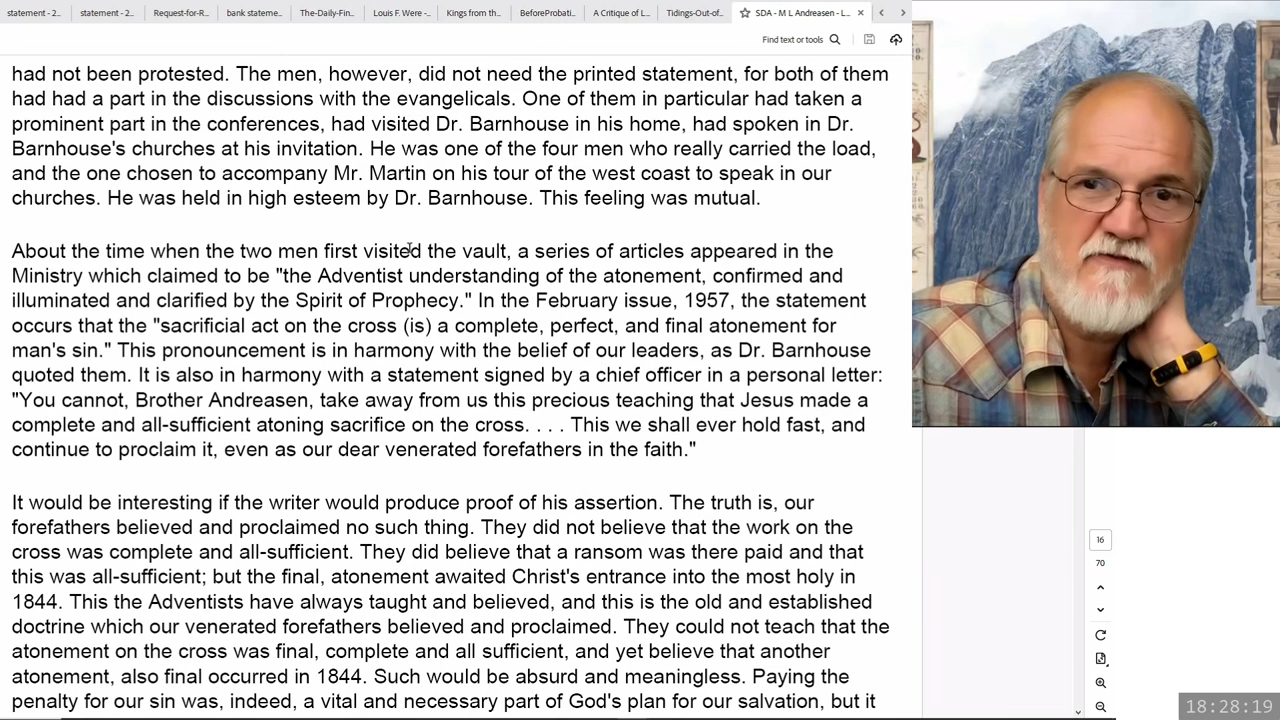 statement - 2...
statement - 2...
Request-for-R...
bank stateme...
The-Daily-Fin...
Louis F. Were -...
Kings from th...
BeforeProbati...
A Critique of L...
Tidings-Out-of...
SDA - M L Andreasen - L...
Find text or tools
had not been protested. The men, however, did not need the printed statement, for both of them
had had a part in the discussions with the evangelicals. One of them in particular had taken a
prominent part in the conferences, had visited Dr. Barnhouse in his home, had spoken in Dr.
Barnhouse's churches at his invitation. He was one of the four men who really carried the load,
and the one chosen to accompany Mr. Martin on his tour of the west coast to speak in our
churches. He was held in high esteem by Dr. Barnhouse. This feeling was mutual.
About the time when the two men first visited the vault, a series of articles appeared in the
Ministry which claimed to be "the Adventist understanding of the atonement, confirmed and
illuminated and clarified by the Spirit of Prophecy." In the February issue, 1957, the statement
occurs that the "sacrificial act on the cross (is) a complete, perfect, and final atonement for
man's sin." This pronouncement is in harmony with the belief of our leaders, as Dr. Barnhouse
quoted them. It is also in harmony with a statement signed by a chief officer in a personal letter:
"You cannot, Brother Andreasen, take away from us this precious teaching that Jesus made a
complete and all-sufficient atoning sacrifice on the cross. . . . This we shall ever hold fast, and
continue to proclaim it, even as our dear venerated forefathers in the faith."
It would be interesting if the writer would produce proof of his assertion. The truth is, our
forefathers believed and proclaimed no such thing. They did not believe that the work on the
cross was complete and all-sufficient. They did believe that a ransom was there paid and that
this was all-sufficient; but the final, atonement awaited Christ's entrance into the most holy in
1844. This the Adventists have always taught and believed, and this is the old and established
doctrine which our venerated forefathers believed and proclaimed. They could not teach that the
atonement on the cross was final, complete and all sufficient, and yet believe that another
atonement, also final occurred in 1844. Such would be absurd and meaningless. Paying the
penalty for our sin was, indeed, a vital and necessary part of God's plan for our salvation, but it
16
70
18:28:19